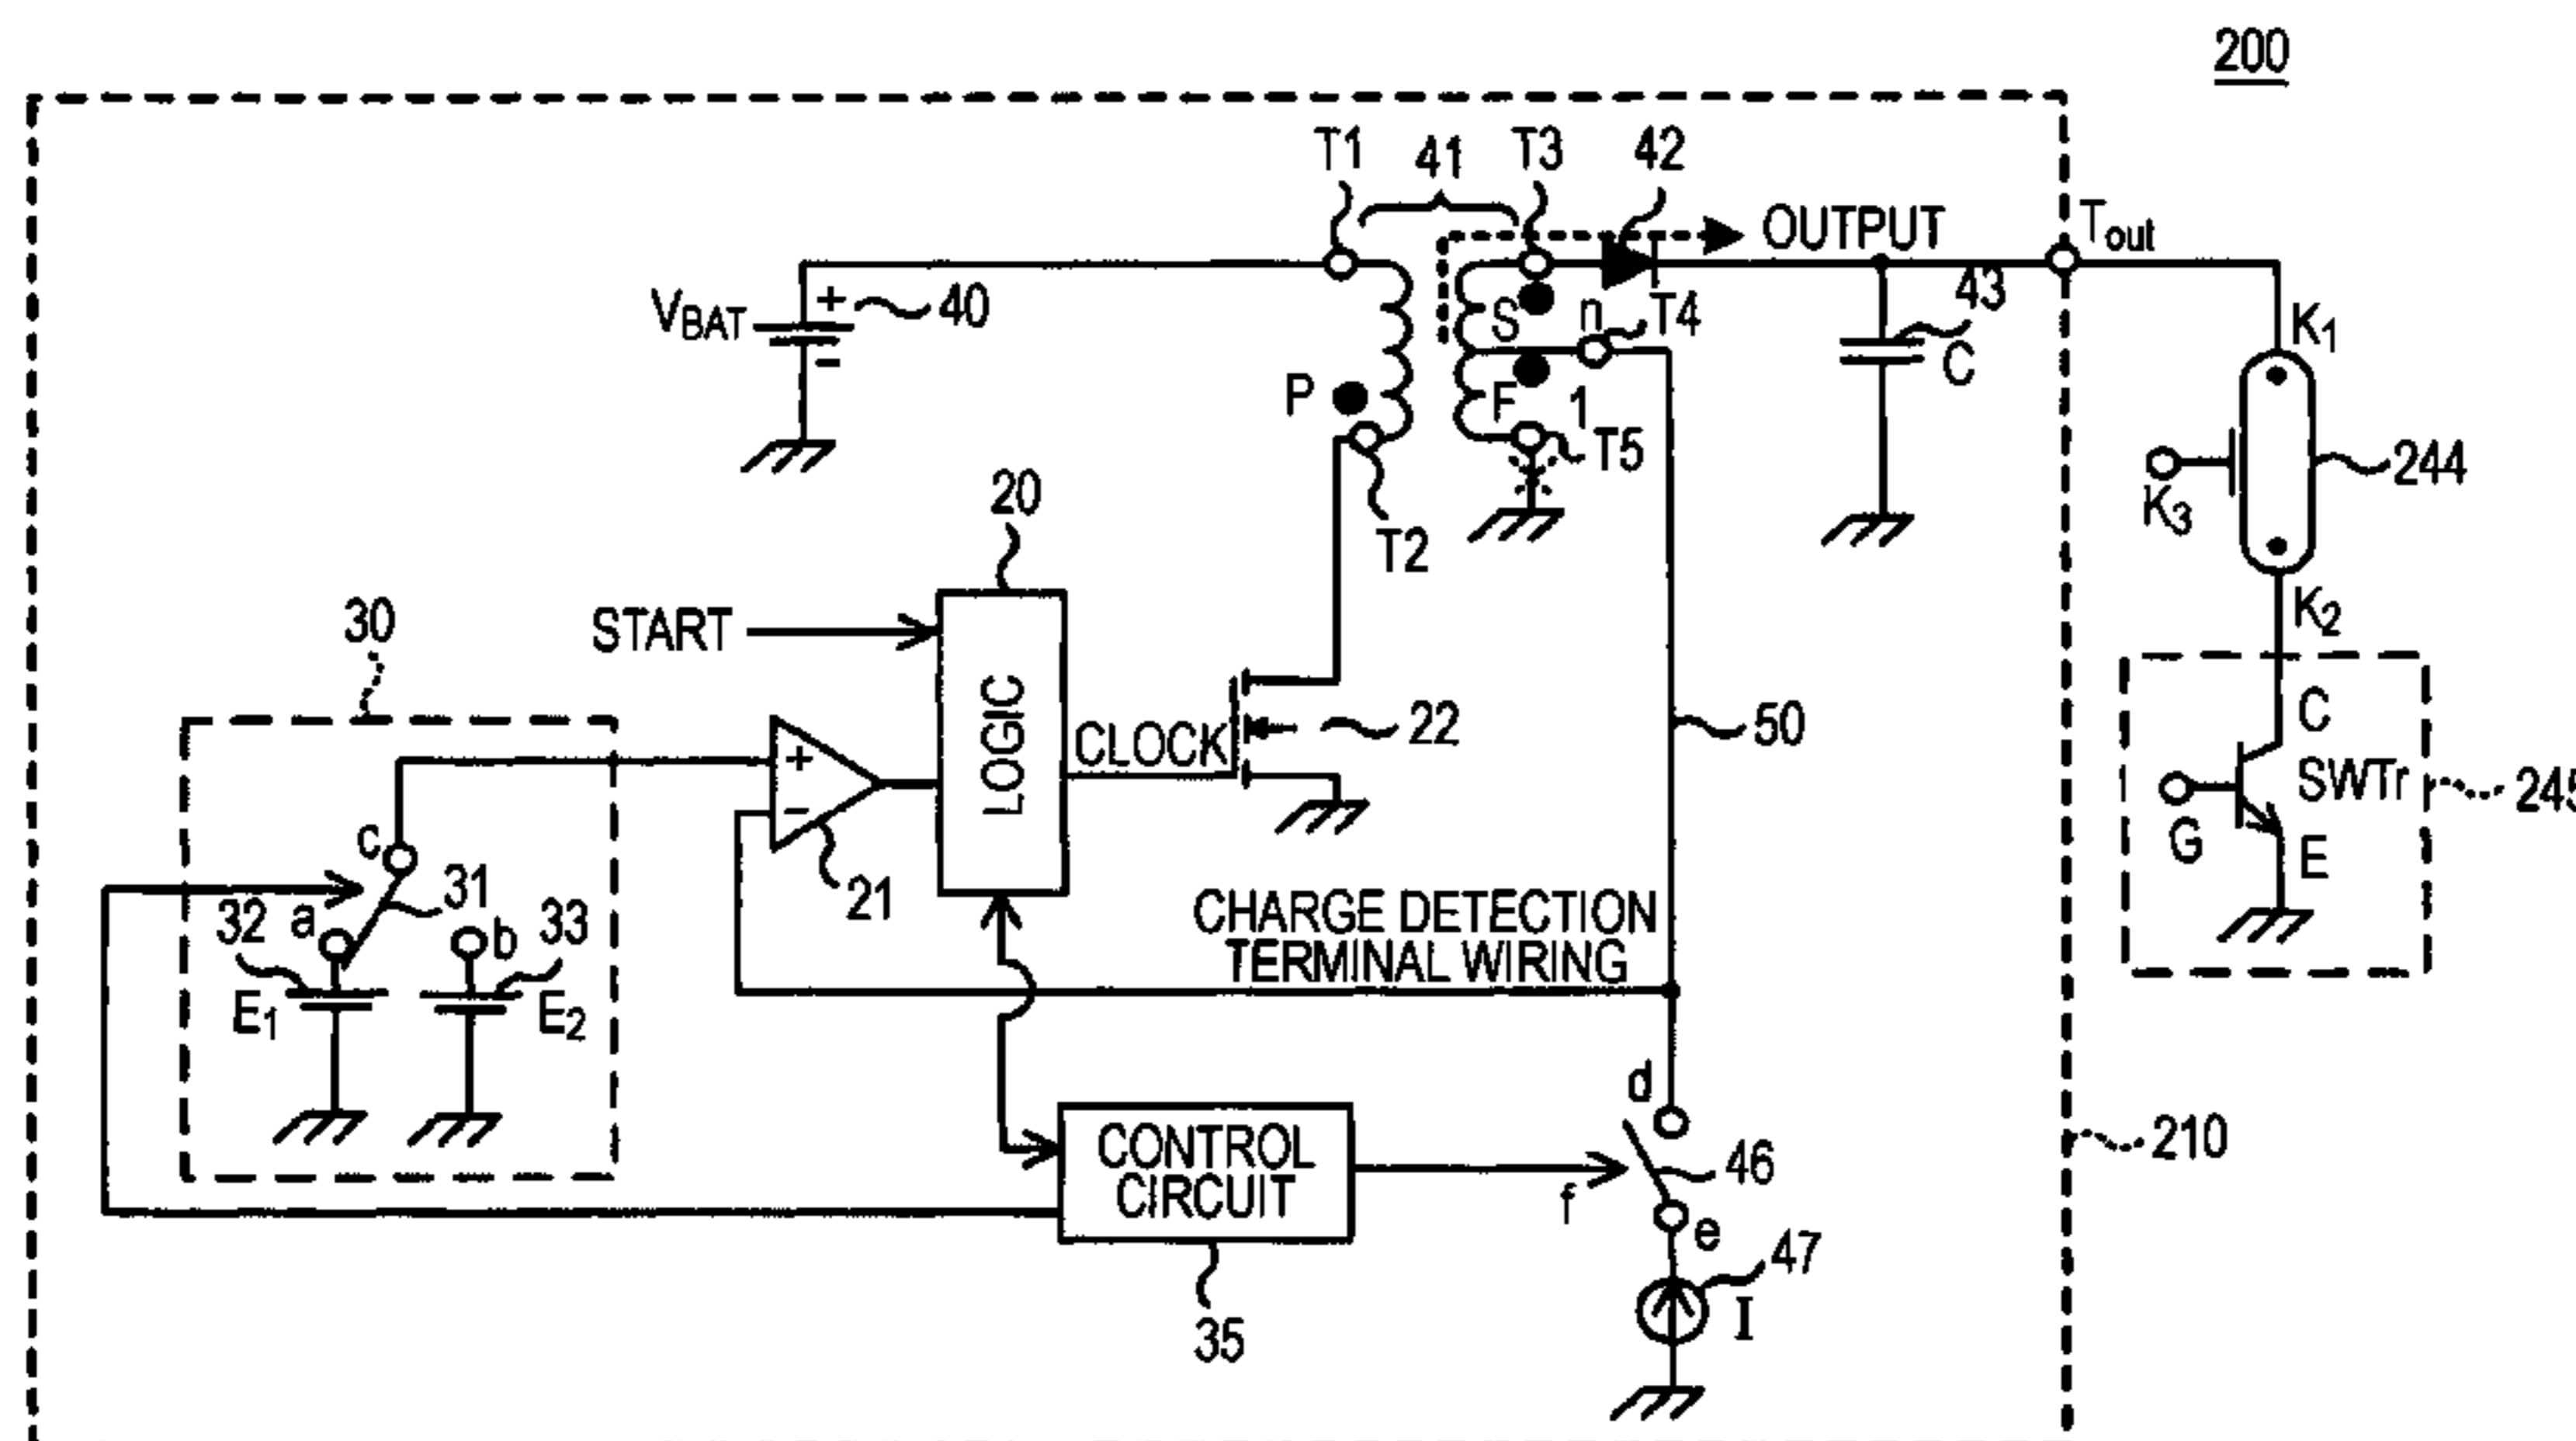 200
T1
41
T3
42
OUTPUT
Tout
VBAT
+
40
-
S
n
T4
43
C
K1
P
F
1
T5
K3
244
T2
20
K2
30
START
LOGIC
CLOCK
22
50
C
SWTr
245
G
E
+
-
21
c
31
32
a
b
33
E1
E2
CHARGE DETECTION
TERMINAL WIRING
d
46
210
CONTROL
CIRCUIT
f
e
47
I
35